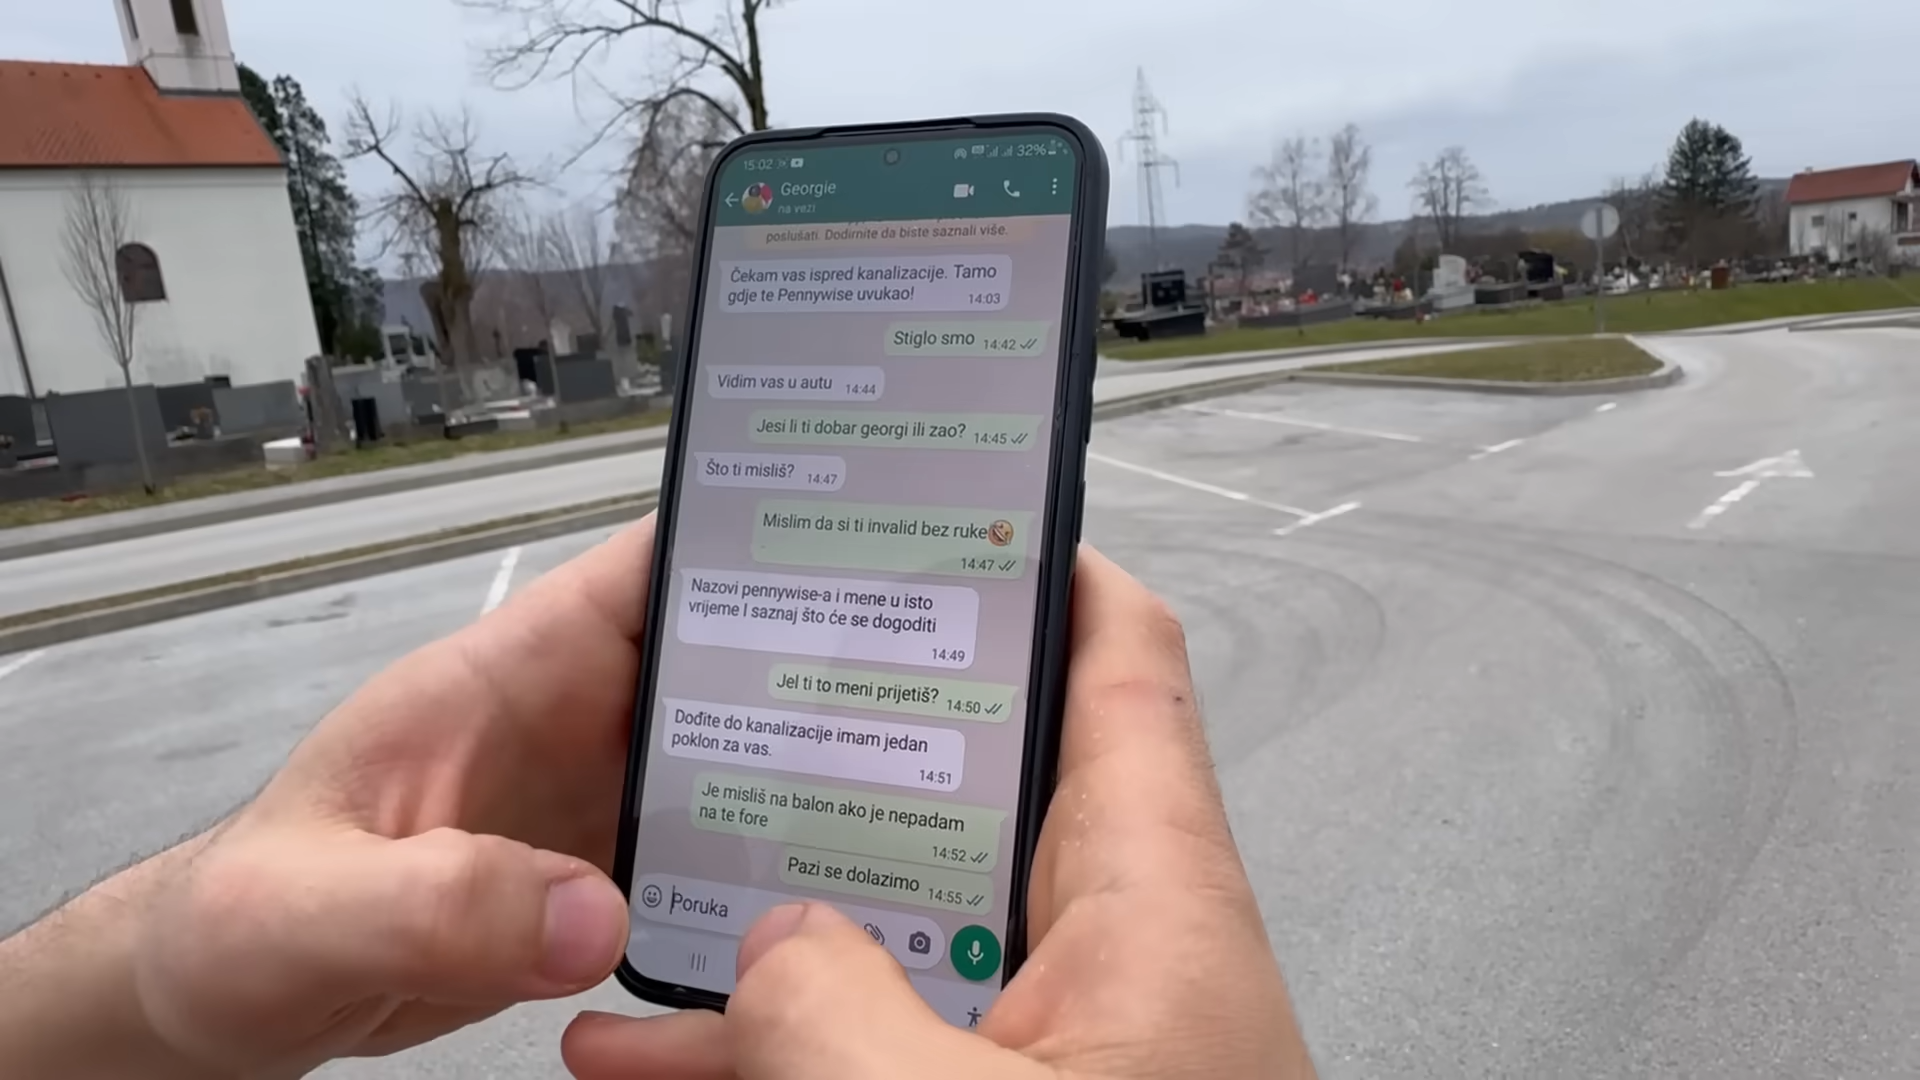 15:02
32%
Georgie
na vezi
poslušati. Dodirnite da biste saznali više.
Čekam vas ispred kanalizacije. Tamo
gdje te Pennywise uvukao!
14:03
Stiglo smo 14:42
Vidim vas u autu 14:44
Jesi li ti dobar georgi ili zao? 14:45
Što ti misliš? 14:47
Mislim da si ti invalid bez ruke🤣
14:47
Nazovi pennywise-a i mene u isto
vrijeme I saznaj što će se dogoditi
14:49
Jel ti to meni prijetiš? 14:50
Dođite do kanalizacije imam jedan
poklon za vas.
14:51
Je misliš na balon ako je nepadam
na te fore
14:52
Pazi se dolazimo 14:55
Poruka